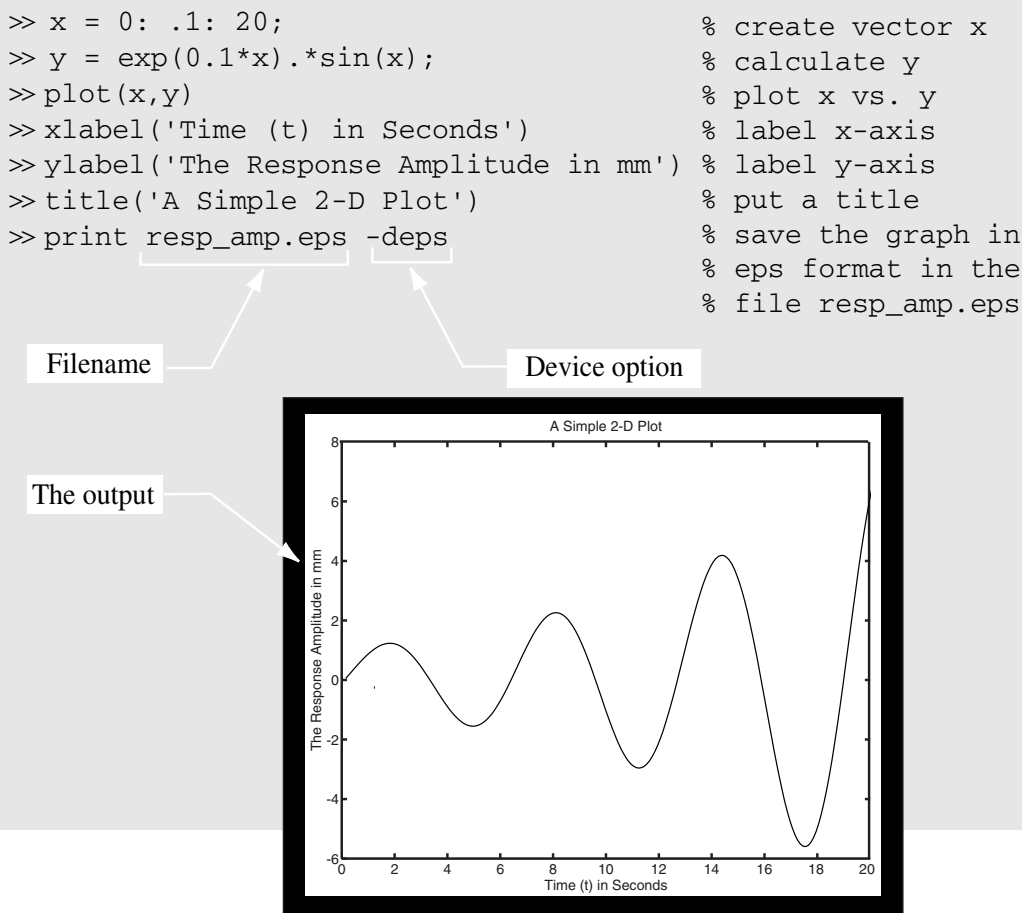 ≫ x = 0: .1: 20; % create vector x
≫ y = exp(0.1*x).*sin(x); % calculate y
≫ plot(x,y) % plot x vs. y
≫ xlabel('Time (t) in Seconds') % label x-axis
≫ ylabel('The Response Amplitude in mm') % label y-axis
≫ title('A Simple 2-D Plot') % put a title
≫ print resp_amp.eps -deps % save the graph in
% eps format in the
% file resp_amp.eps
Filename
Device option
The output
A Simple 2-D Plot
The Response Amplitude in mm
8
6
4
2
0
-2
-4
-6
0 2 4 6 8 10 12 14 16 18 20
Time (t) in Seconds